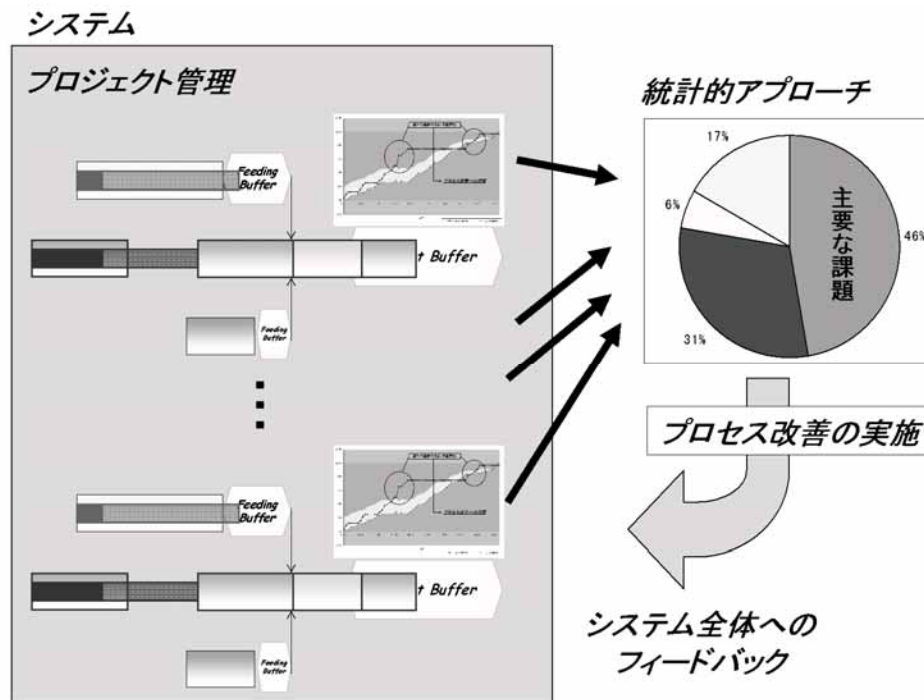 システム
プロジェクト管理
Feeding
Buffer
t Buffer
Feeding
Buffer
Feeding
Buffer
t Buffer
Feeding
Buffer
統計的アプローチ
17%
6%
46%
31%
主要な課題
プロセス改善の実施
システム全体への
フィードバック